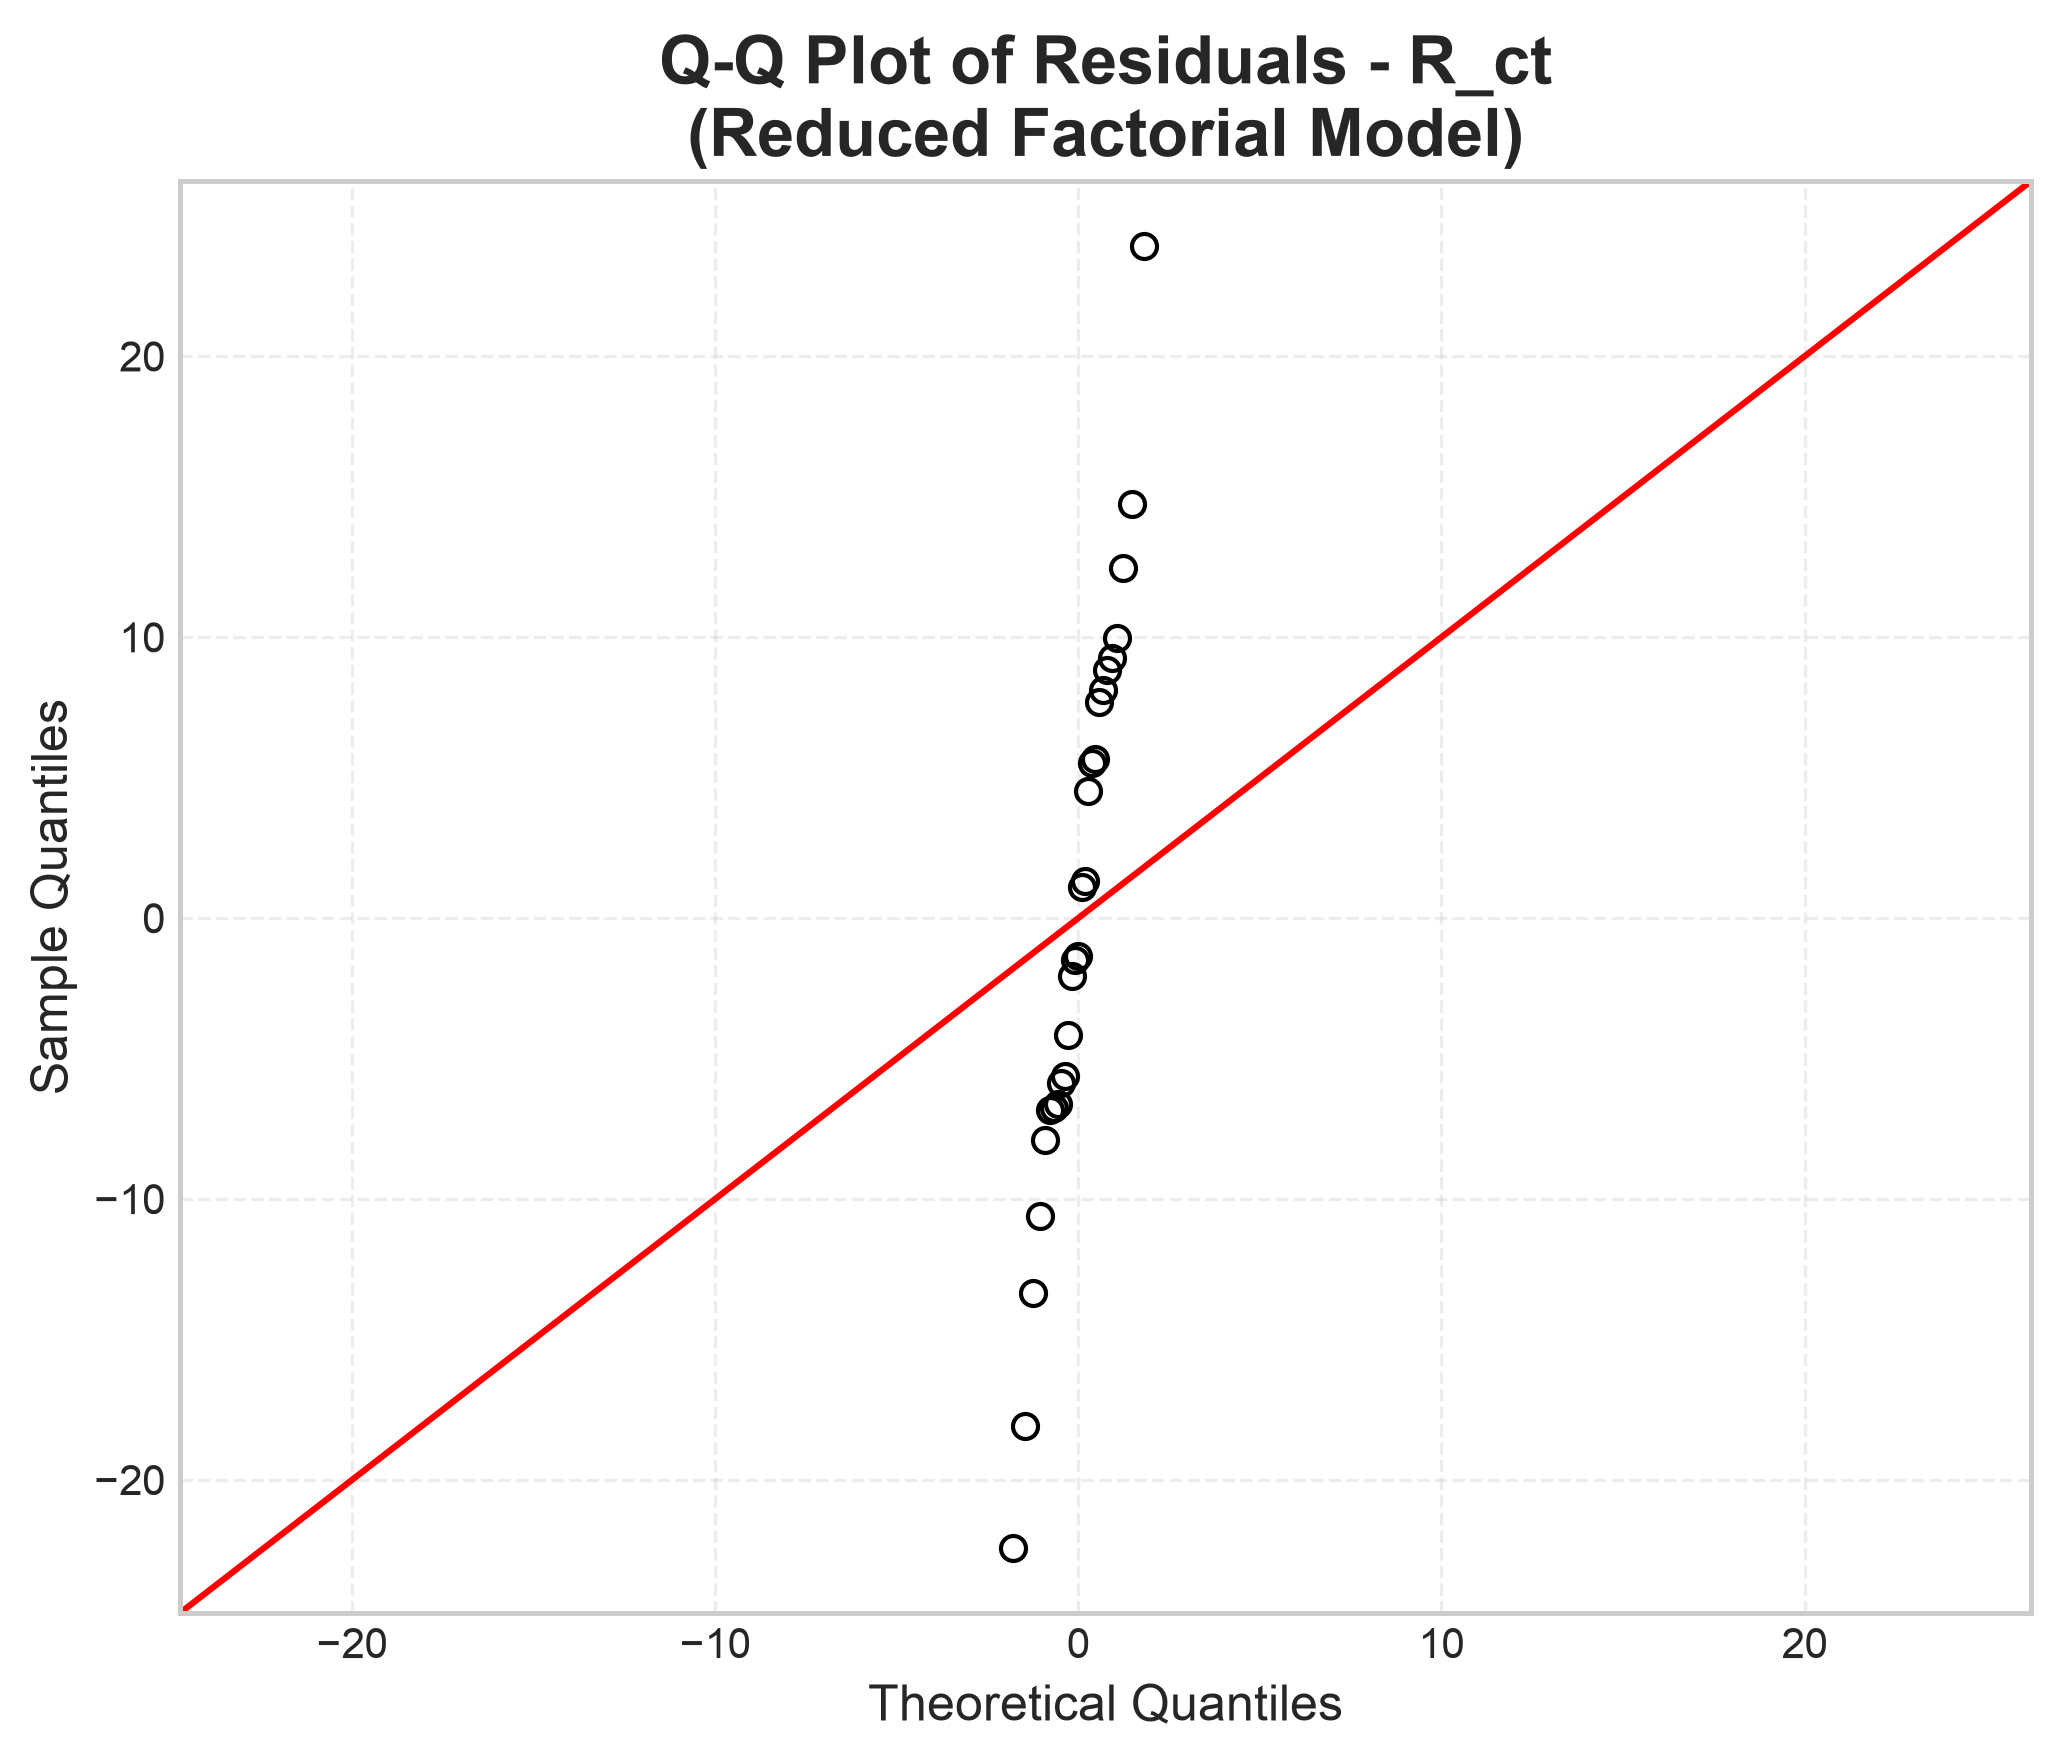 Q-Q Plot of Residuals - R_ct
(Reduced Factorial Model)
Sample Quantiles
20
10
0
−10
−20
−20
−10
0
10
20
Theoretical Quantiles